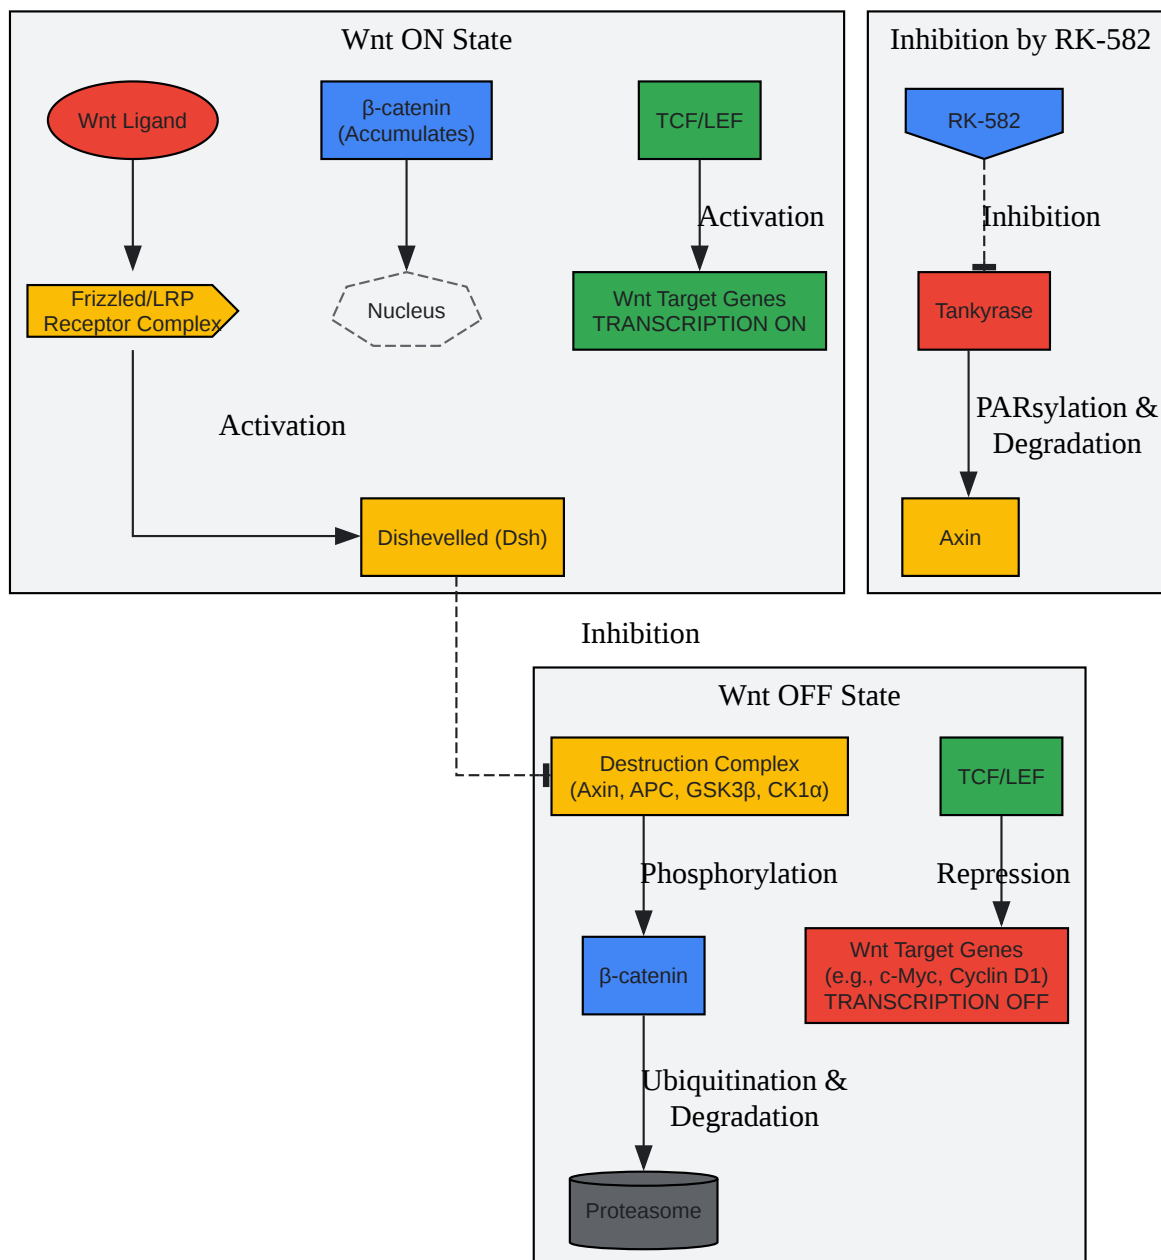 Wnt ON State
Wnt Ligand
β-catenin
(Accumulates)
TCF/LEF
Activation
Frizzled/LRP
Receptor Complex
Nucleus
Wnt Target Genes
TRANSCRIPTION ON
Activation
Dishevelled (Dsh)
Inhibition by RK-582
RK-582
Inhibition
Tankyrase
PARsylation &
Degradation
Axin
Inhibition
Wnt OFF State
Destruction Complex
(Axin, APC, GSK3β, CK1α)
TCF/LEF
Phosphorylation
Repression
β-catenin
Wnt Target Genes
(e.g., c-Myc, Cyclin D1)
TRANSCRIPTION OFF
Ubiquitination &
Degradation
Proteasome